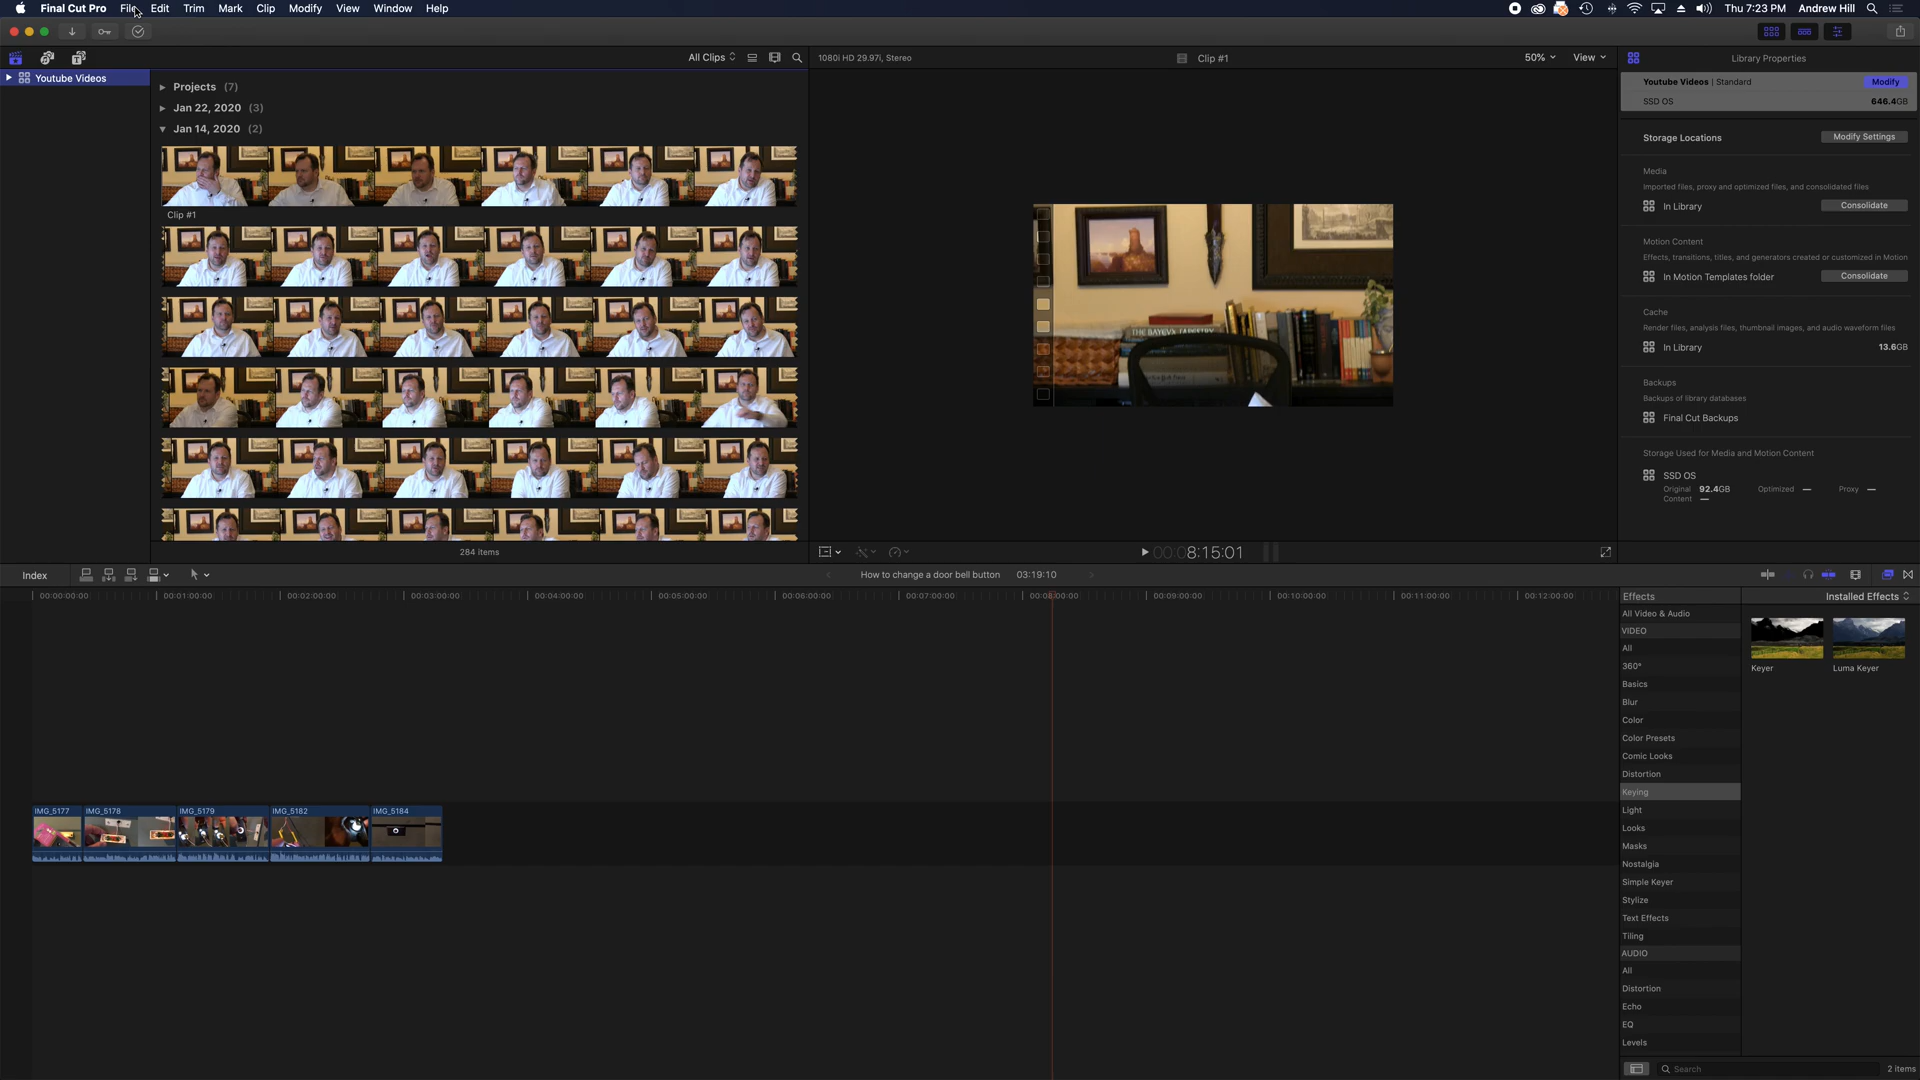 Final Cut Pro File Edit Trim Mark Clip Modify View Window Help
Thu 7:23 PM Andrew Hill
Youtube Videos
All Clips
Projects (7)
Jan 22, 2020 (3)
Jan 14, 2020 (2)
Clip #1
284 items
1080i HD 29.97i, Stereo
Clip #1
50% View
THE BAYEUX TAPESTRY
8:15:01
Library Properties
Youtube Videos | Standard Modify
SSD OS 646.4GB
Storage Locations Modify Settings
Media
Imported files, proxy and optimized files, and consolidated files
In Library Consolidate
Motion Content
Effects, transitions, titles, and generators created or customized in Motion
In Motion Templates folder Consolidate
Cache
Render files, analysis files, thumbnail images, and audio waveform files
In Library 13.6GB
Backups
Backups of library databases
Final Cut Backups
Storage Used for Media and Motion Content
SSD OS
Original Content 92.4GB Optimized — Proxy —
—
Index
How to change a door bell button 03:19:10
00:00:00:00 00:01:00:00 00:02:00:00 00:03:00:00 00:04:00:00 00:05:00:00 00:06:00:00 00:07:00:00 00:08:00:00 00:09:00:00 00:10:00:00 00:11:00:00 00:12:00:00
IMG_5177 IMG_5178 IMG_5179 IMG_5182 IMG_5184
Effects Installed Effects
All Video & Audio
VIDEO
All
360°
Basics
Blur
Color
Color Presets
Comic Looks
Distortion
Keying
Light
Looks
Masks
Nostalgia
Simple Keyer
Stylize
Text Effects
Tiling
AUDIO
All
Distortion
Echo
EQ
Levels
Keyer Luma Keyer
Search 2 items